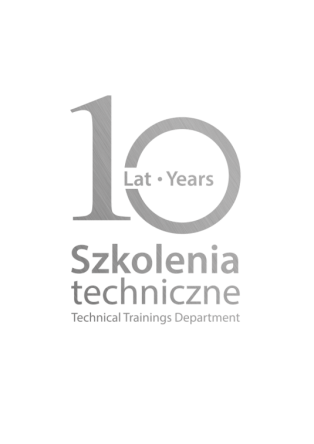 10
Lat • Years
Szkolenia
techniczne
Technical Trainings Department